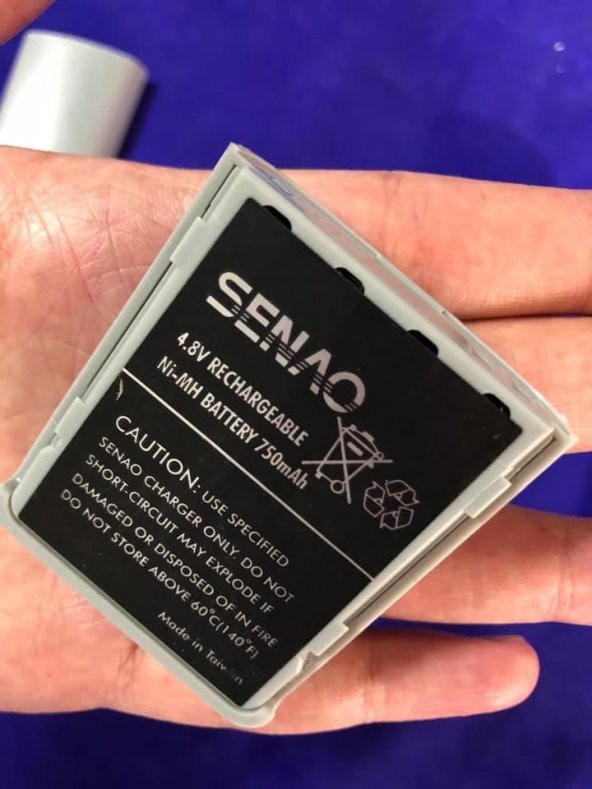 SENAO
4.8V RECHARGEABLE
Ni-MH BATTERY 750mAh
CAUTION: USE SPECIFIED
SENAO CHARGER ONLY. DO NOT
SHORT-CIRCUIT MAY EXPLODE IF
DAMAGED OR DISPOSED OF IN FIRE
DO NOT STORE ABOVE 60°C(140°F)
Made in Taiwan